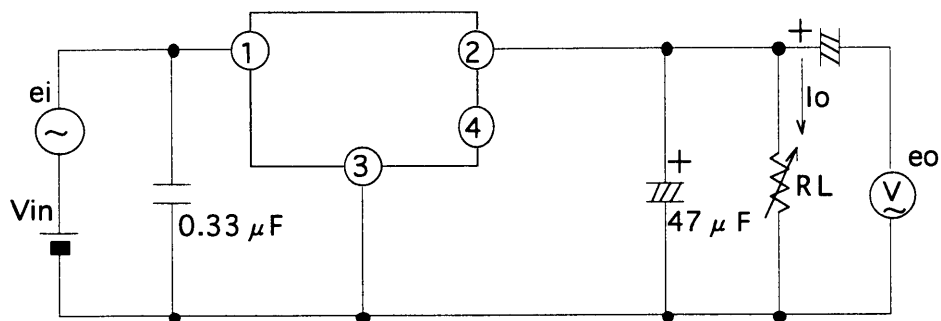 1
2
3
4
ei
Vin
0.33 μF
+
47 μF
+
Io
RL
eo
V